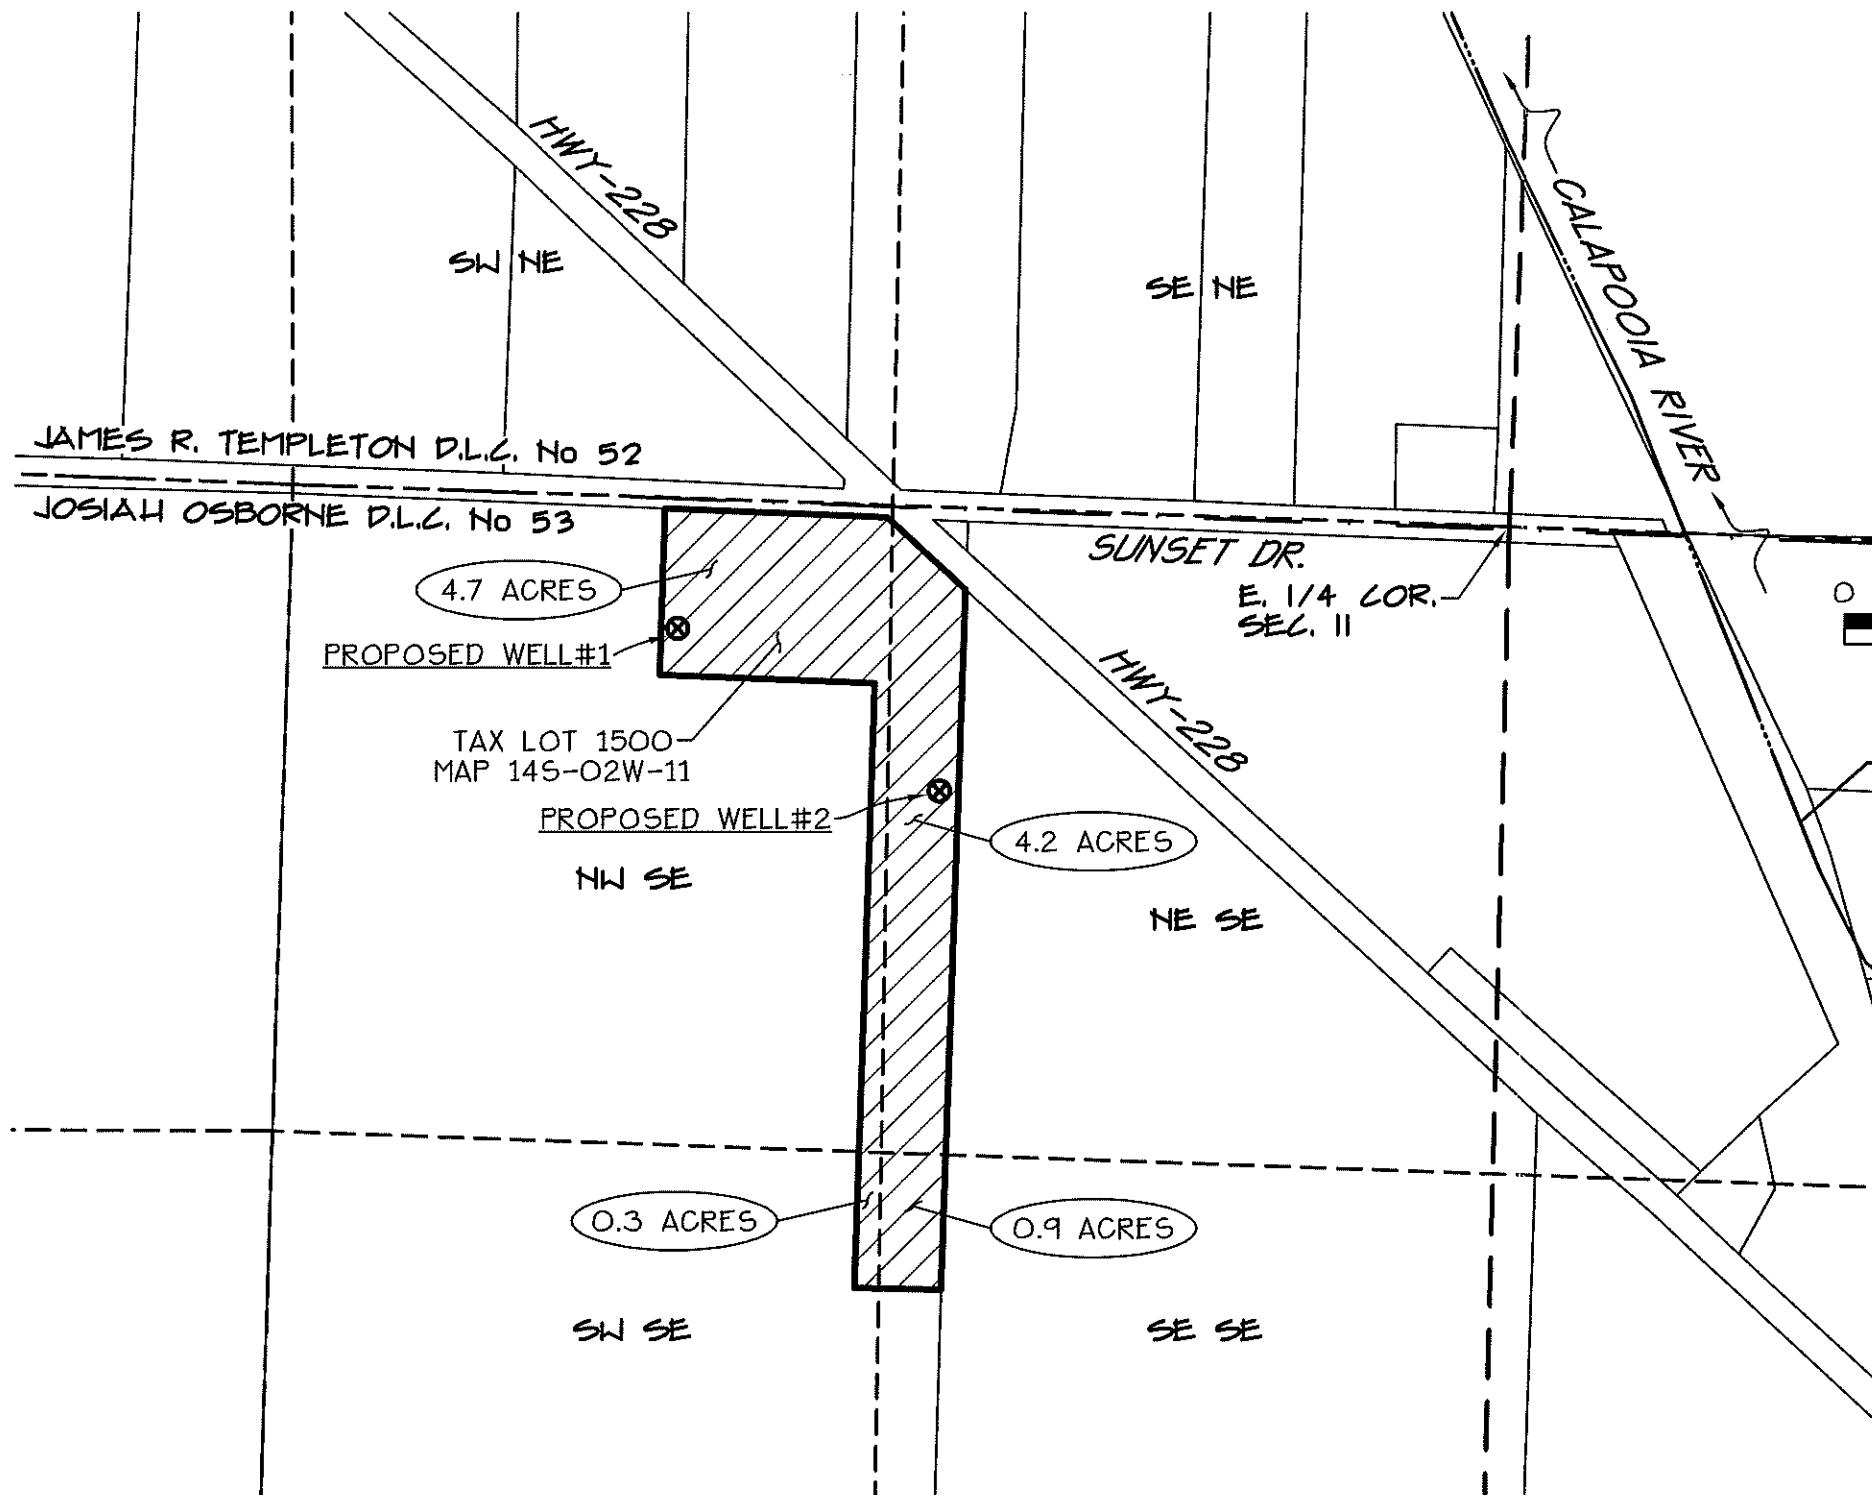 HWY-228
SW NE
SE NE
CALAPOOIA RIVER
JAMES R. TEMPLETON D.L.C. No 52
JOSIAH OSBORNE D.L.C. No 53
SUNSET DR.
4.7 ACRES
E. 1/4 COR.
SEC. 11
PROPOSED WELL#1
HWY-228
TAX LOT 1500
MAP 14S-02W-11
PROPOSED WELL#2
4.2 ACRES
NW SE
NE SE
0.3 ACRES
0.9 ACRES
SW SE
SE SE